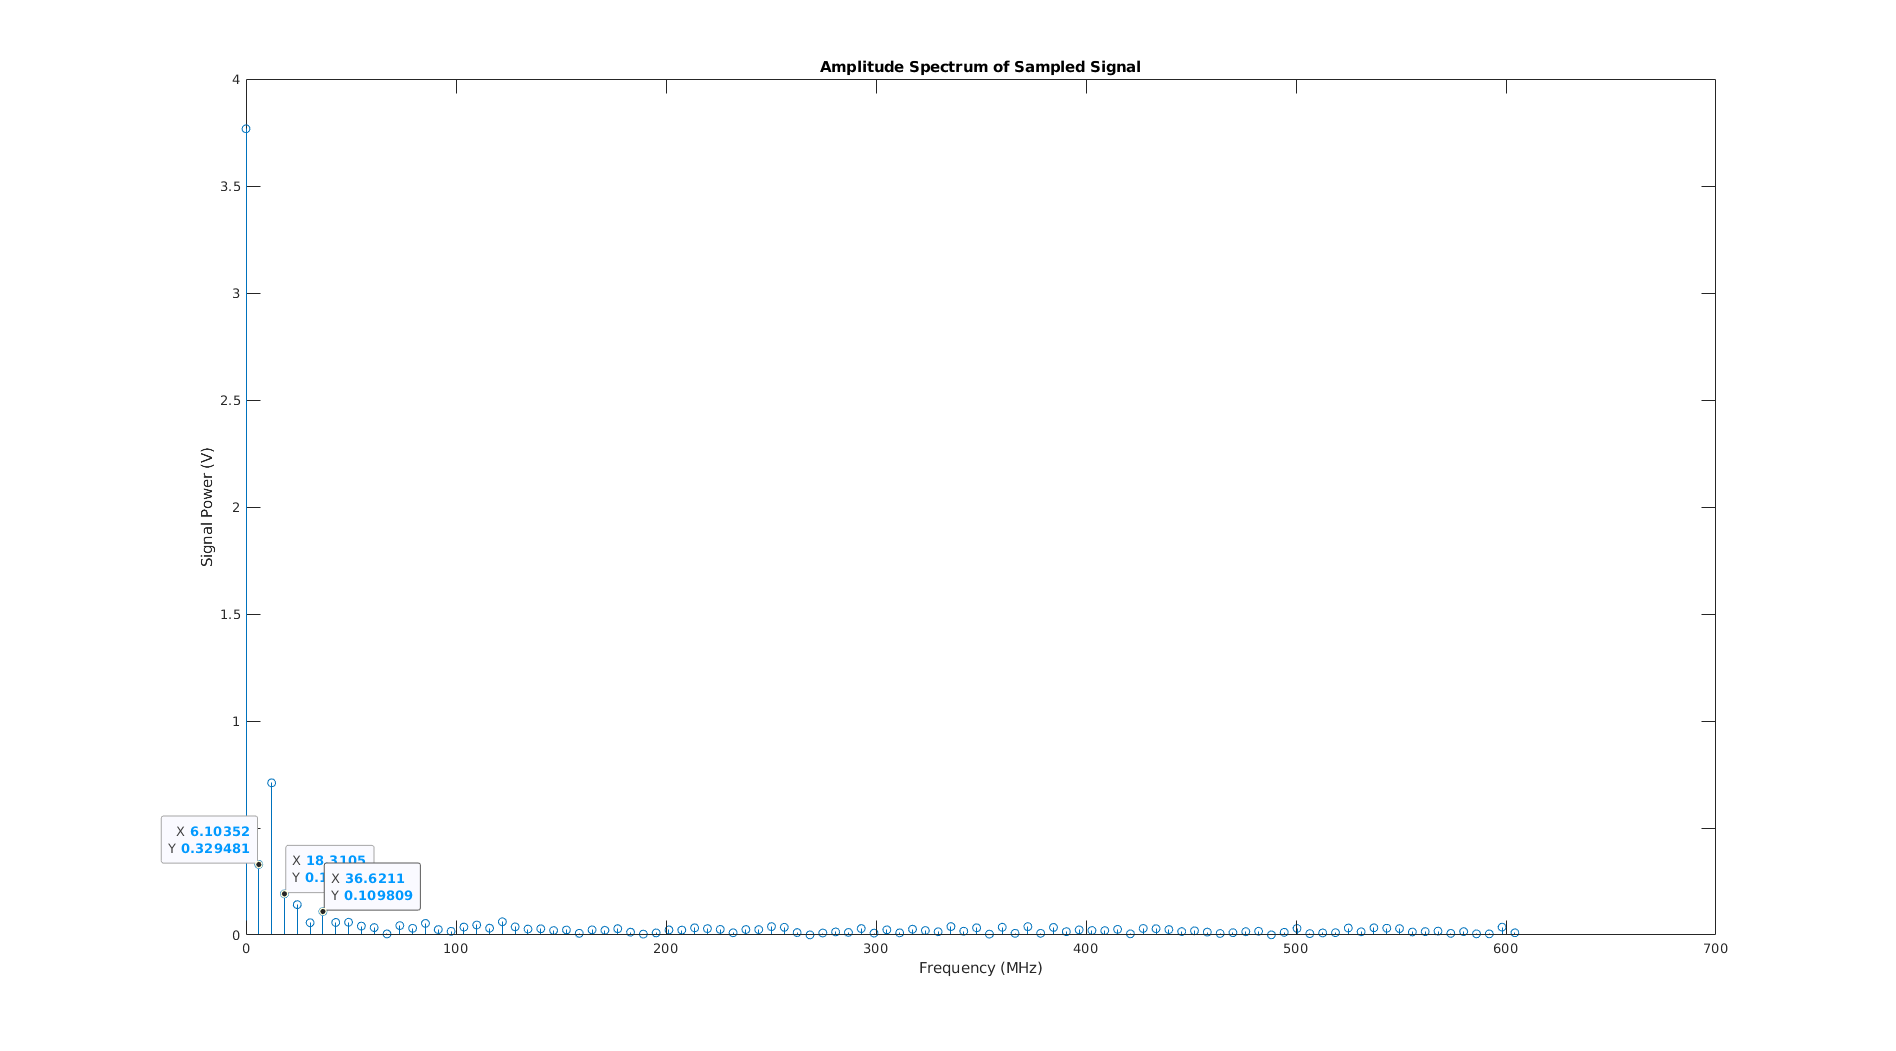 Amplitude Spectrum of Sampled Signal
4
3.5
3
2.5
2
1.5
1
0
Signal Power (V)
X 6.10352
Y 0.329481
X 18.3105
Y 0.1
X 36.6211
Y 0.109809
0 100 200 300 400 500 600 700
Frequency (MHz)